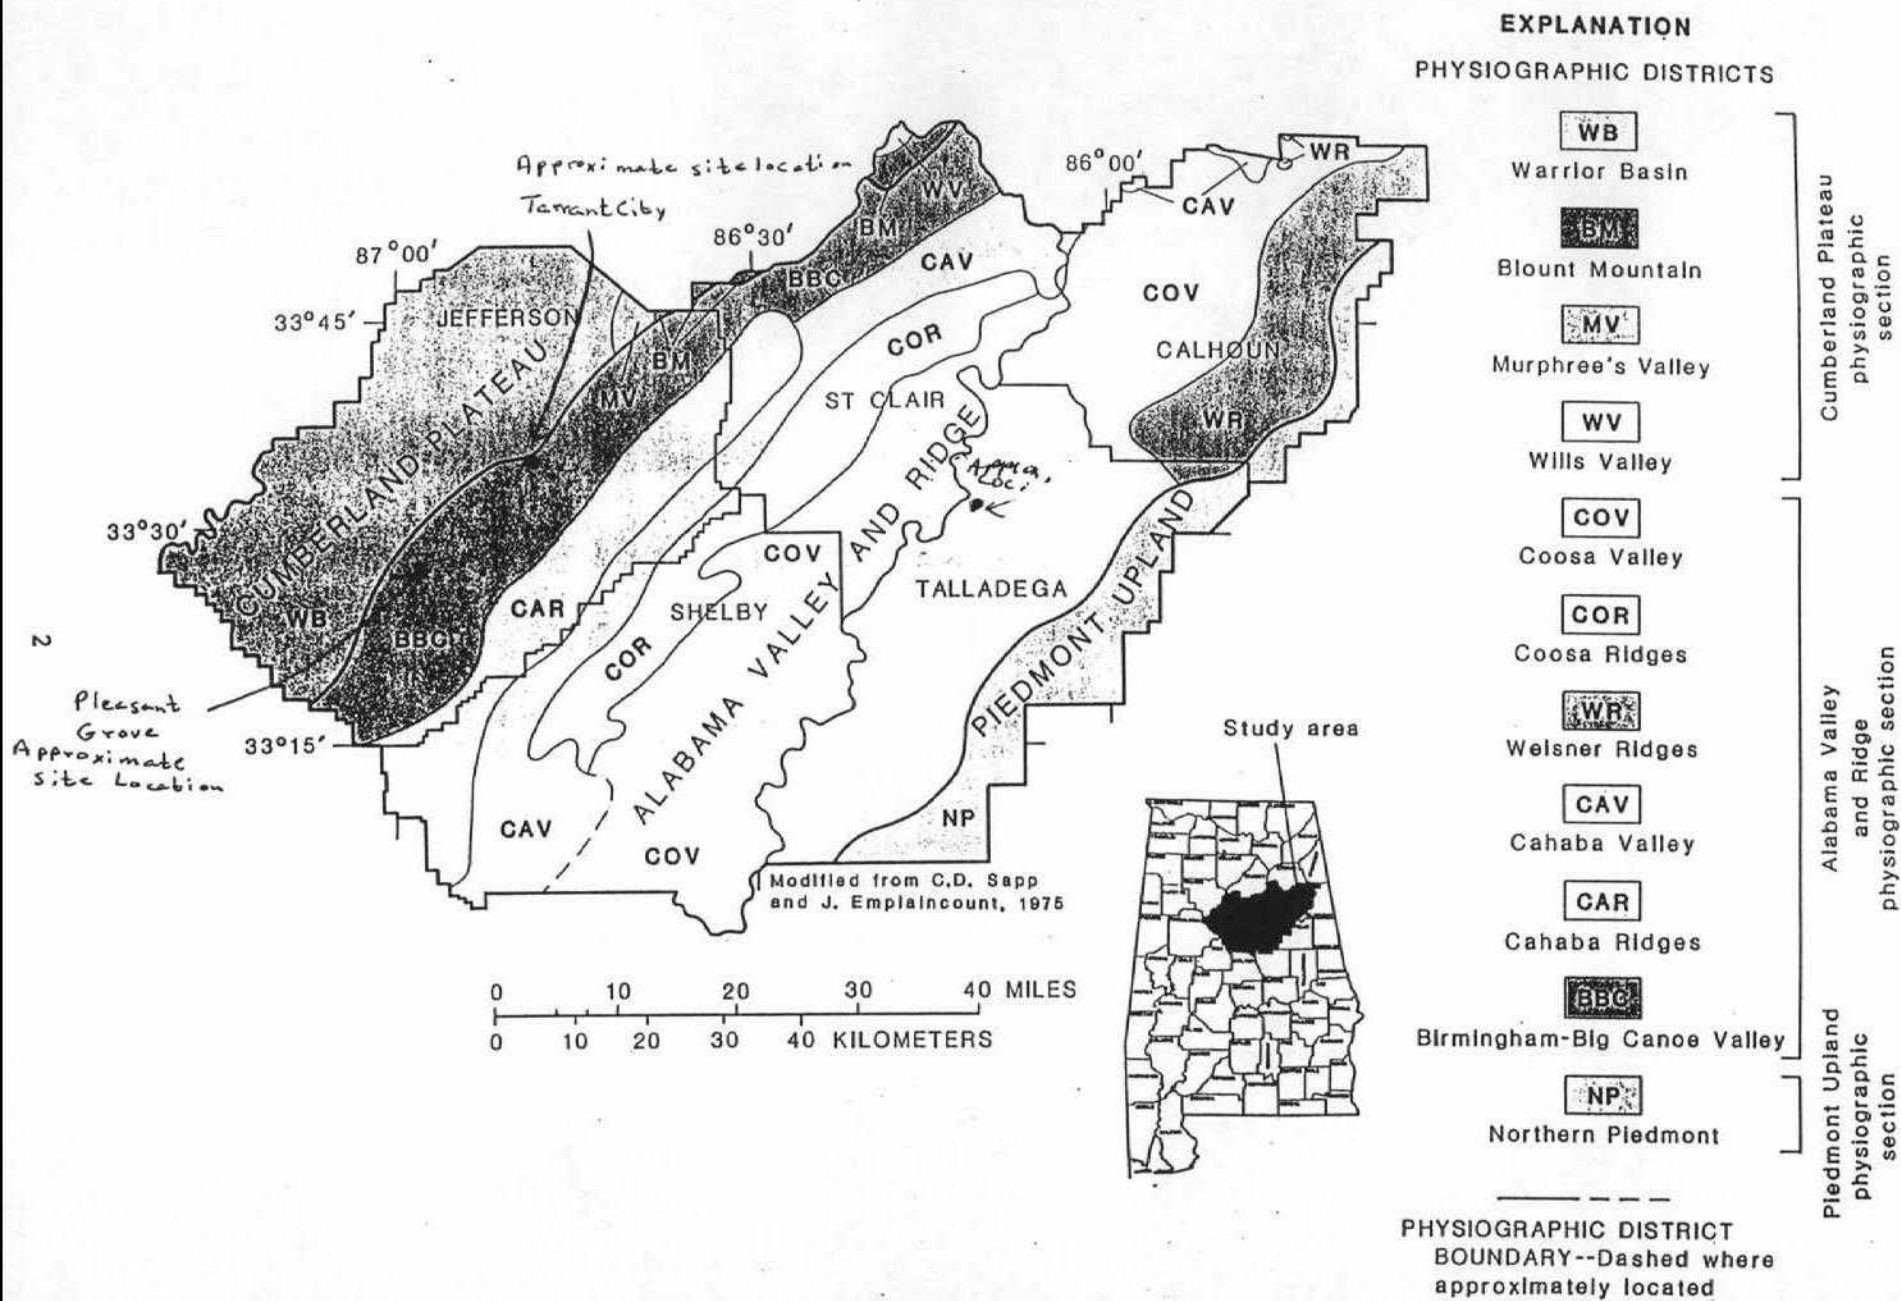 EXPLANATION
PHYSIOGRAPHIC DISTRICTS
WB
Warrior Basin
BM
Blount Mountain
MV
Murphree's Valley
WV
Wills Valley
COV
Coosa Valley
COR
Coosa Ridges
WR
Weisner Ridges
CAV
Cahaba Valley
CAR
Cahaba Ridges
BBC
Birmingham-Big Canoe Valley
NP
Northern Piedmont
Cumberland Plateau
physiographic
section
Alabama Valley
and Ridge
physiographic section
Piedmont Upland
physiographic
section
PHYSIOGRAPHIC DISTRICT
BOUNDARY--Dashed where
approximately located
Approximate site location
Tarrant City
87°00'
86°30'
86°00'
33°45'
33°30'
33°15'
JEFFERSON
CUMBERLAND PLATEAU
WV
BM
BBC
CAV
WR
CAV
COV
CALHOUN
WR
COR
ST CLAIR
BM
MV
Approx.
Loc.
TALLADEGA
ALABAMA VALLEY AND RIDGE
PIEDMONT UPLAND
COV
SHELBY
COR
CAR
WB
BBC
CAV
COV
NP
Pleasant
Grove
Approximate
site Location
2
Modified from C.D. Sapp
and J. Emplaincourt, 1975
Study area
0 10 20 30 40 MILES
0 10 20 30 40 KILOMETERS